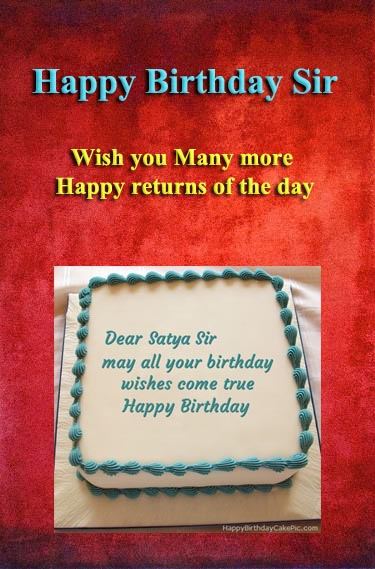 Happy Birthday Sir
Wish you Many more
Happy returns of the day
Dear Satya Sir
may all your birthday
wishes come true
Happy Birthday
HappyBirthdayCakePic.com